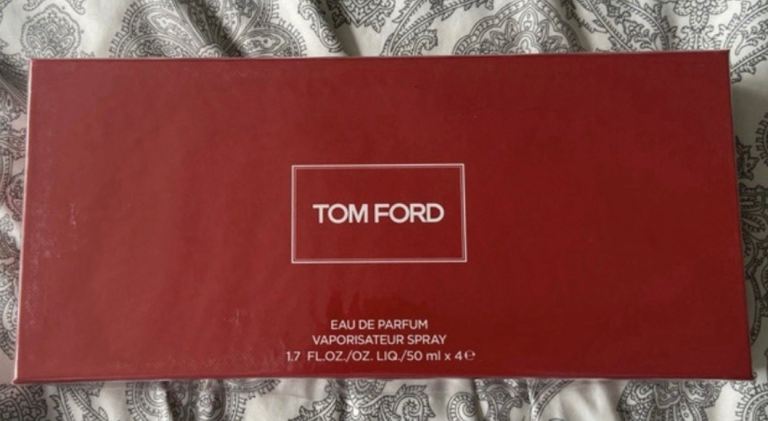 TOM FORD
EAU DE PARFUM
VAPORISATEUR SPRAY
1.7 FL.OZ./OZ. LIQ./50 ml x 4℮